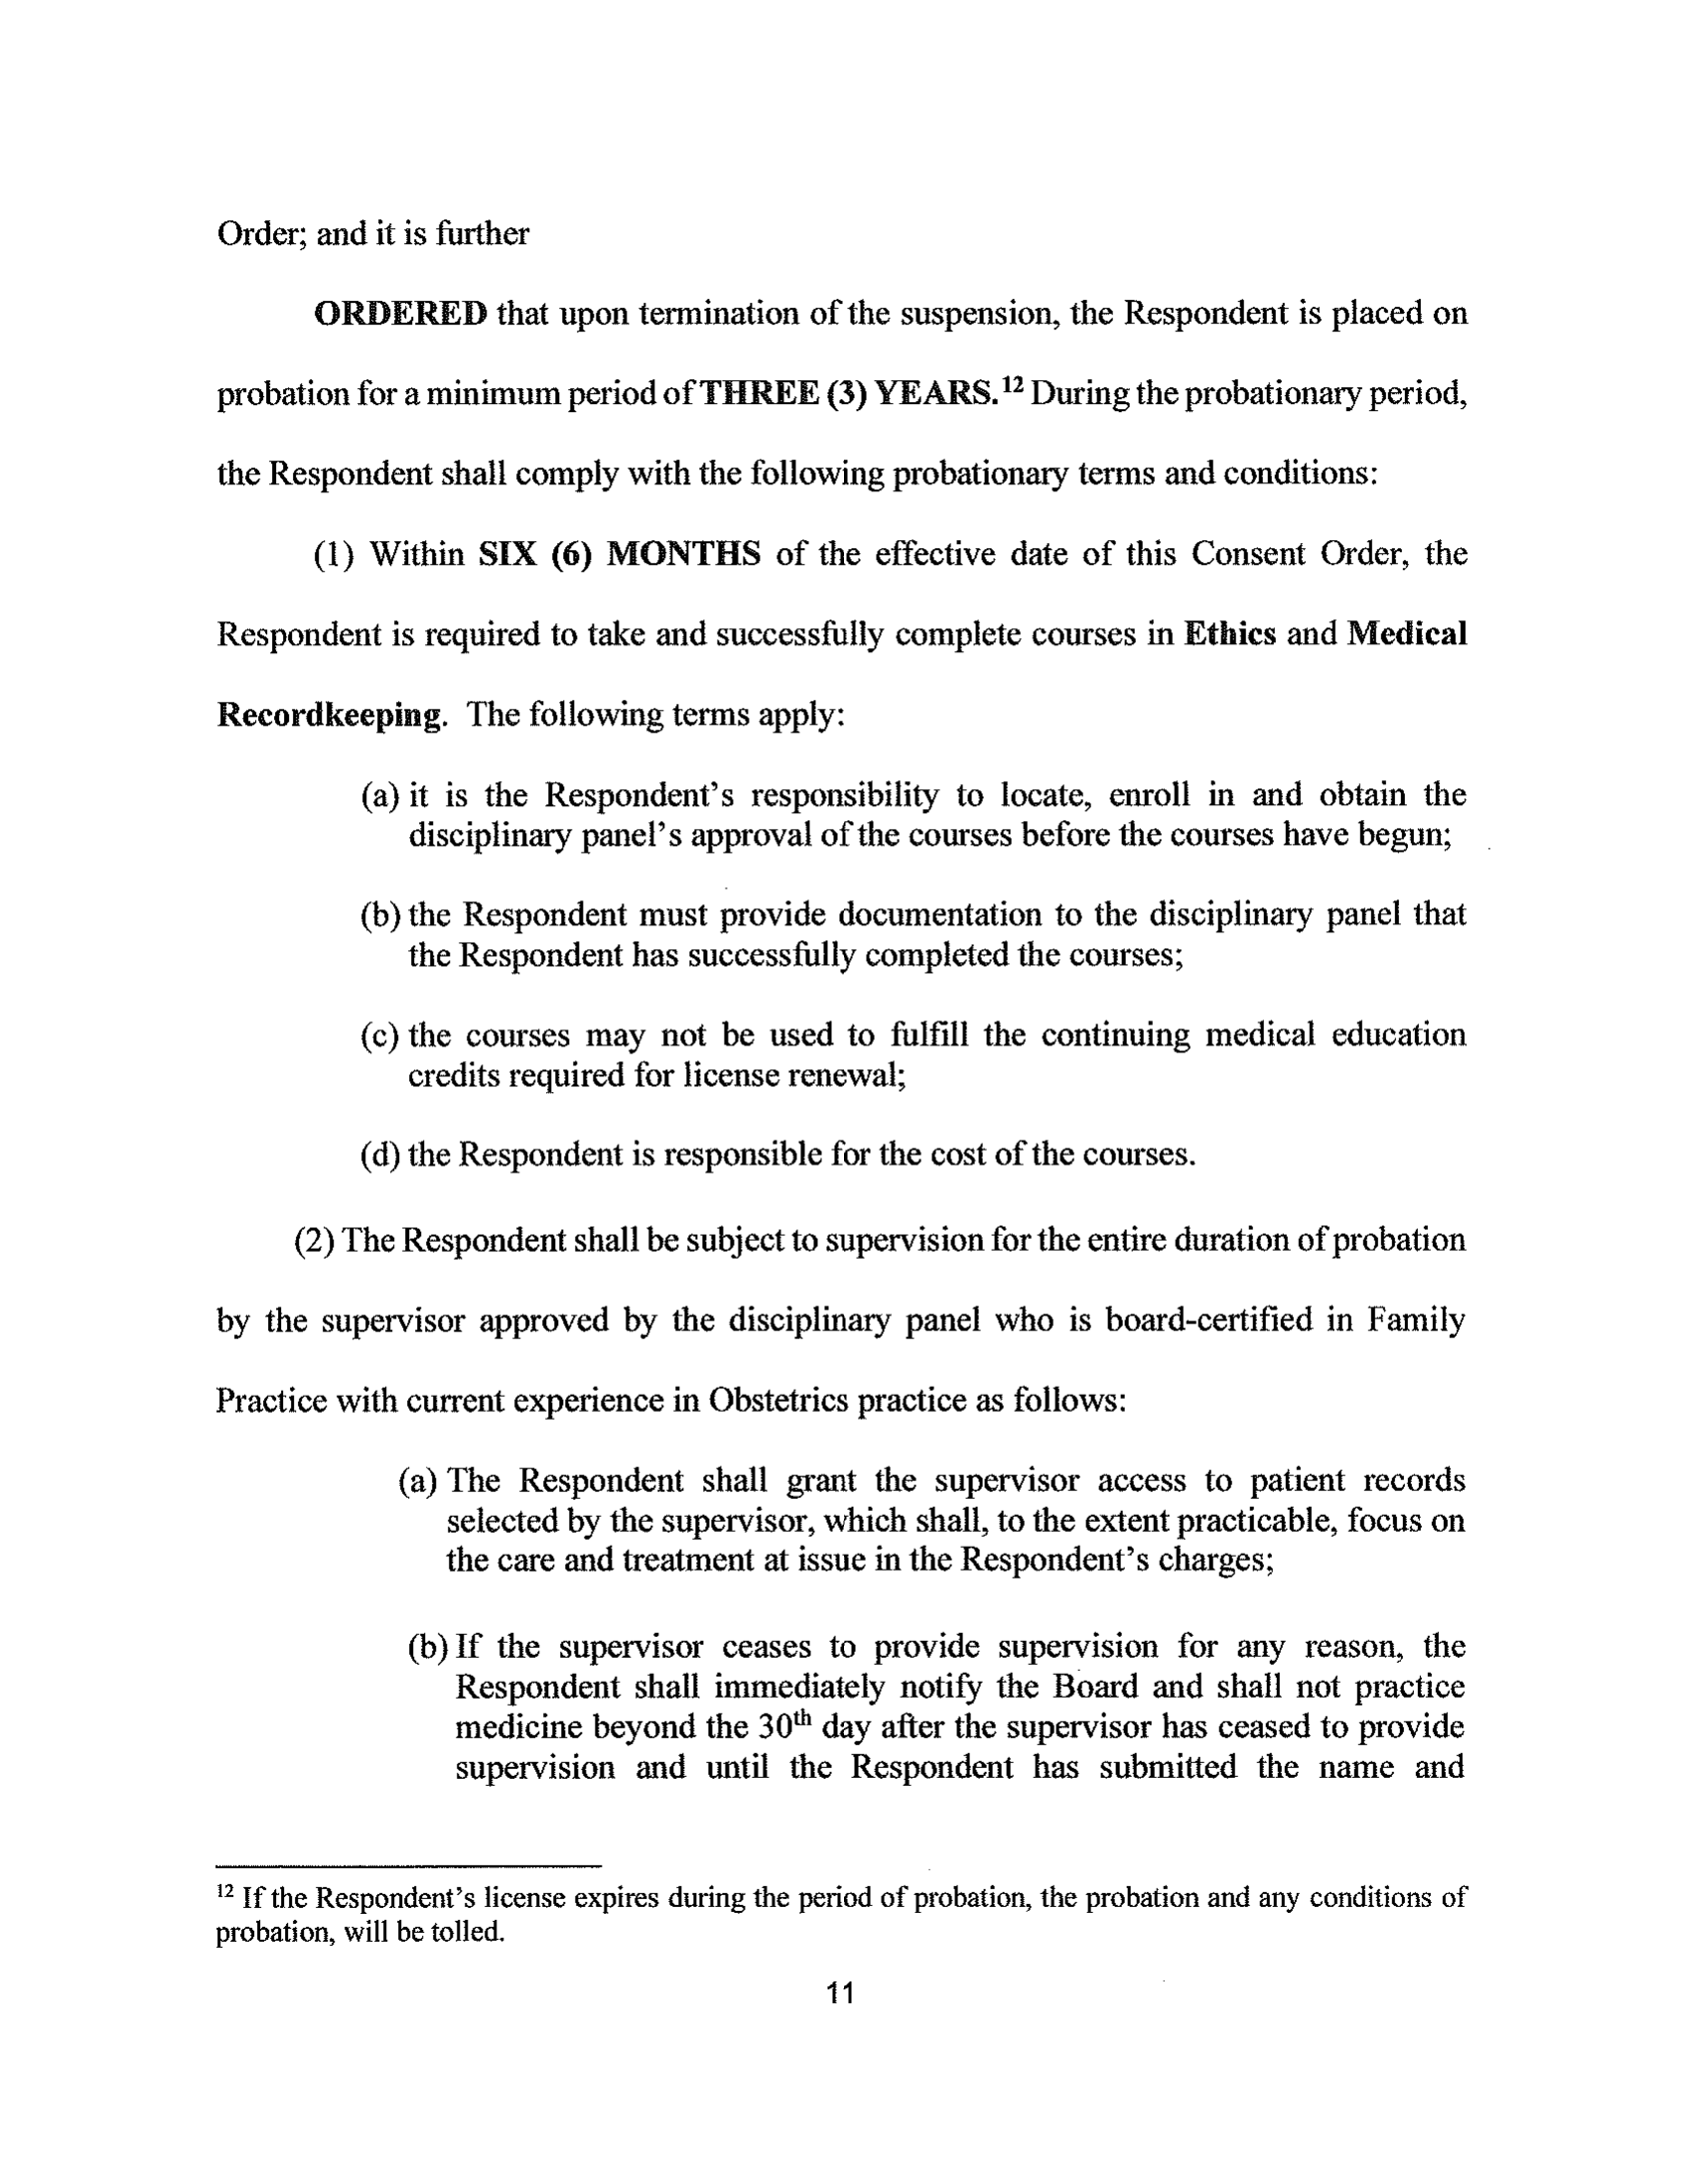 Order; and it is further
ORDERED that upon termination of the suspension, the Respondent is placed on
probation for a minimum period of THREE (3) YEARS.12 During the probationary period,
the Respondent shall comply with the following probationary terms and conditions:
(1) Within SIX (6) MONTHS of the effective date of this Consent Order, the
Respondent is required to take and successfully complete courses in Ethics and Medical
Recordkeeping. The following terms apply:
(a) it is the Respondent's responsibility to locate, enroll in and obtain the
disciplinary panel's approval of the courses before the courses have begun;
(b) the Respondent must provide documentation to the disciplinary panel that
the Respondent has successfully completed the courses;
(c) the courses may not be used to fulfill the continuing medical education
credits required for license renewal;
(d) the Respondent is responsible for the cost of the courses.
(2) The Respondent shall be subject to supervision for the entire duration of probation
by the supervisor approved by the disciplinary panel who is board-certified in Family
Practice with current experience in Obstetrics practice as follows:
(a) The Respondent shall grant the supervisor access to patient records
selected by the supervisor, which shall, to the extent practicable, focus on
the care and treatment at issue in the Respondent's charges;
(b) If the supervisor ceases to provide supervision for any reason, the
Respondent shall immediately notify the Board and shall not practice
medicine beyond the 30th day after the supervisor has ceased to provide
supervision and until the Respondent has submitted the name and
12 If the Respondent's license expires during the period of probation, the probation and any conditions of
probation, will be tolled.
11